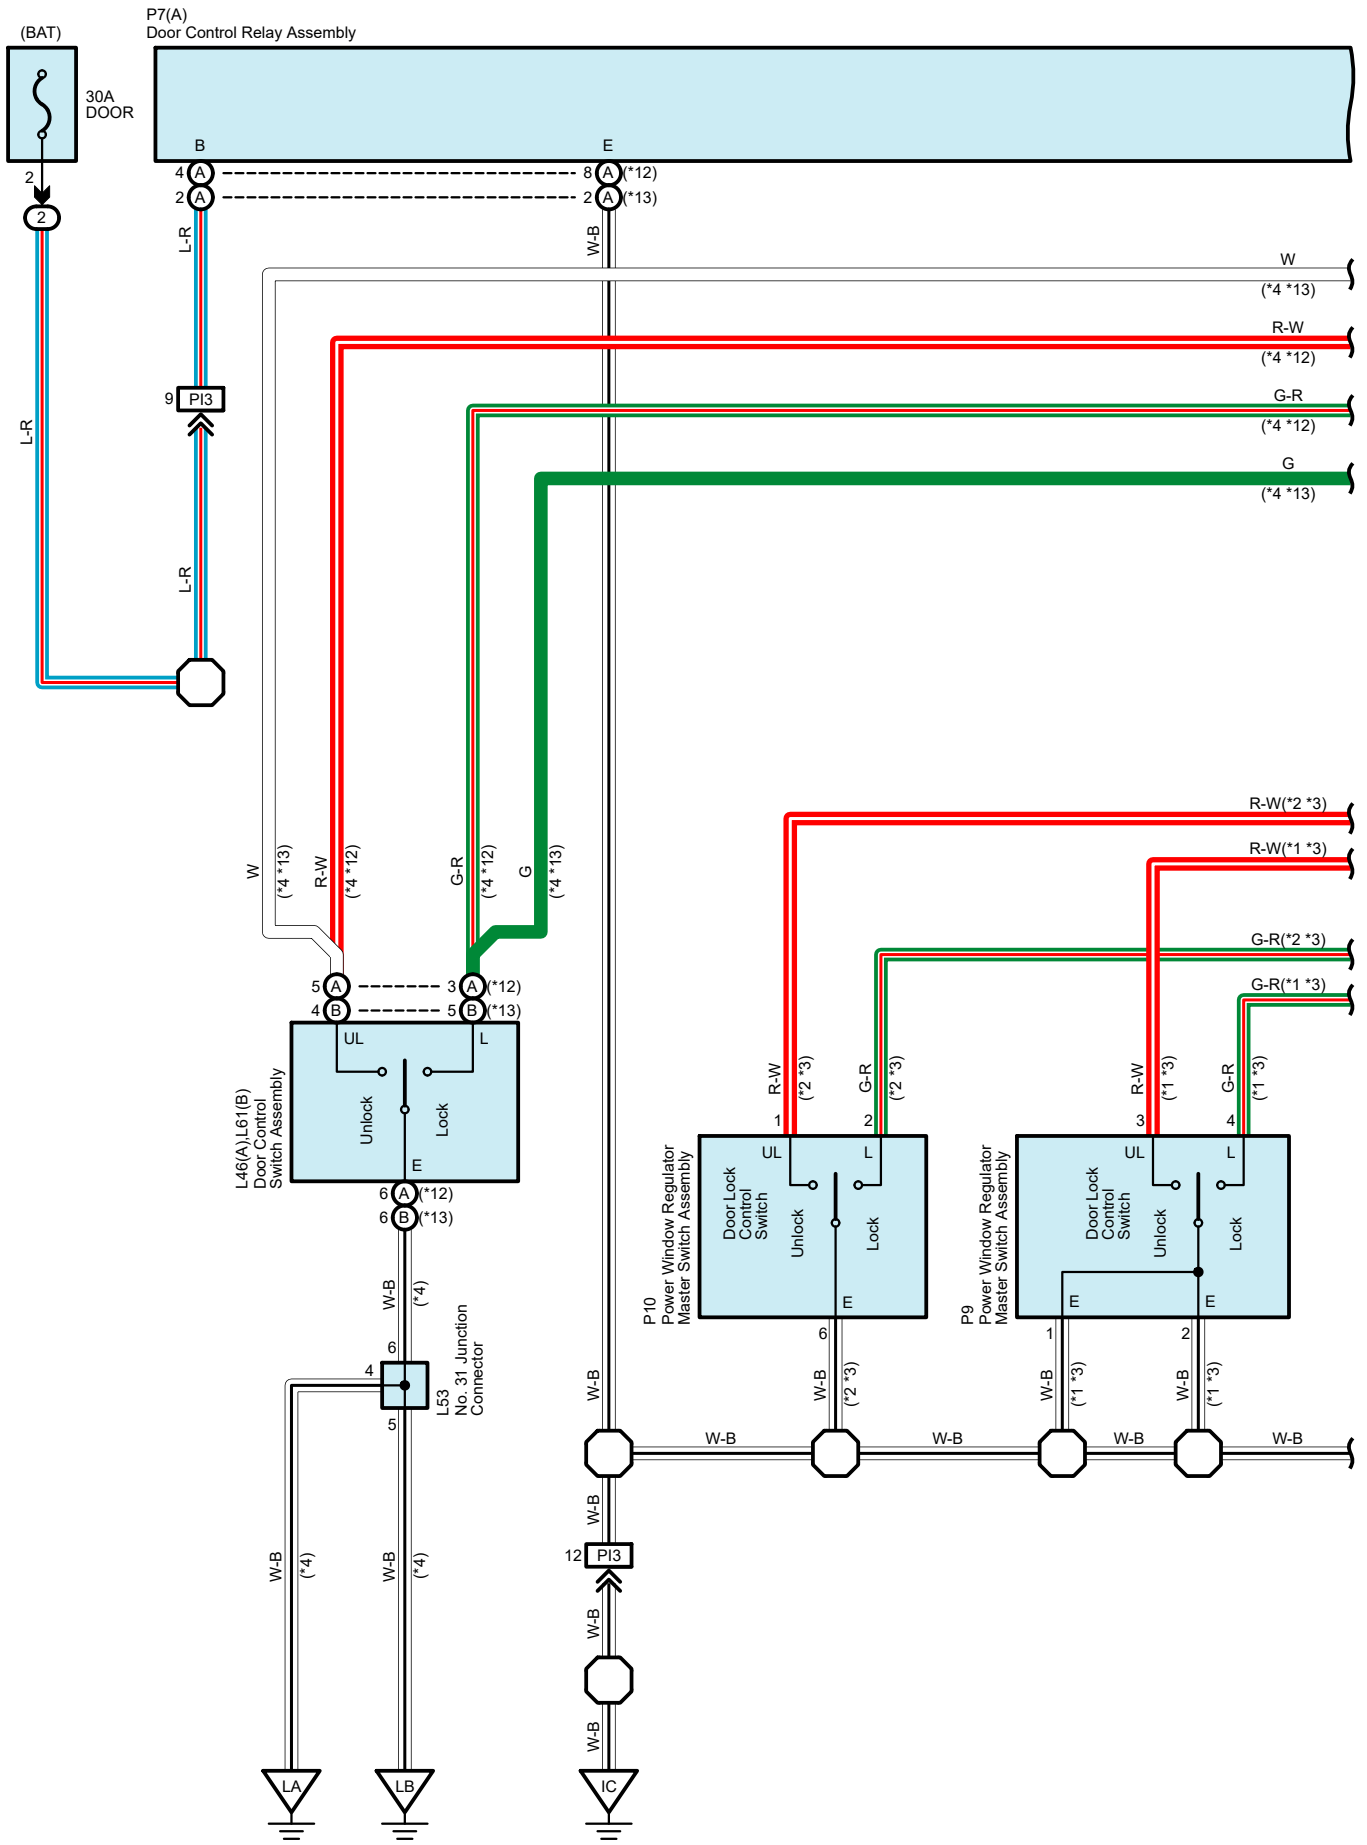 (BAT)
P7(A)
Door Control Relay Assembly
30A
DOOR
B
E
4 A
8 A (*12)
2 A
2 A (*13)
2
2
L-R
W-B
W
(*4 *13)
R-W
(*4 *12)
9 PI3
G-R
(*4 *12)
L-R
G
(*4 *13)
L-R
R-W(*2 *3)
R-W(*1 *3)
W
(*4 *13)
R-W
(*4 *12)
G-R
(*4 *12)
G
(*4 *13)
G-R(*2 *3)
G-R(*1 *3)
5 A
3 A (*12)
4 B
5 B (*13)
UL
L
Unlock
Lock
E
L46(A),L61(B)
Door Control
Switch Assembly
6 A (*12)
6 B (*13)
R-W
(*2 *3)
G-R
(*2 *3)
R-W
(*1 *3)
G-R
(*1 *3)
1
2
3
4
UL
L
Door Lock
Control
Switch
Unlock
Lock
E
P10
Power Window Regulator
Master Switch Assembly
UL
L
Door Lock
Control
Switch
Unlock
Lock
E
E
P9
Power Window Regulator
Master Switch Assembly
6
1
2
W-B
(*4)
6
4
5
L53
No. 31 Junction
Connector
W-B
W-B
(*2 *3)
W-B
(*1 *3)
W-B
(*1 *3)
W-B
W-B
W-B
W-B
W-B
12 PI3
W-B
(*4)
W-B
(*4)
W-B
W-B
LA
LB
IC